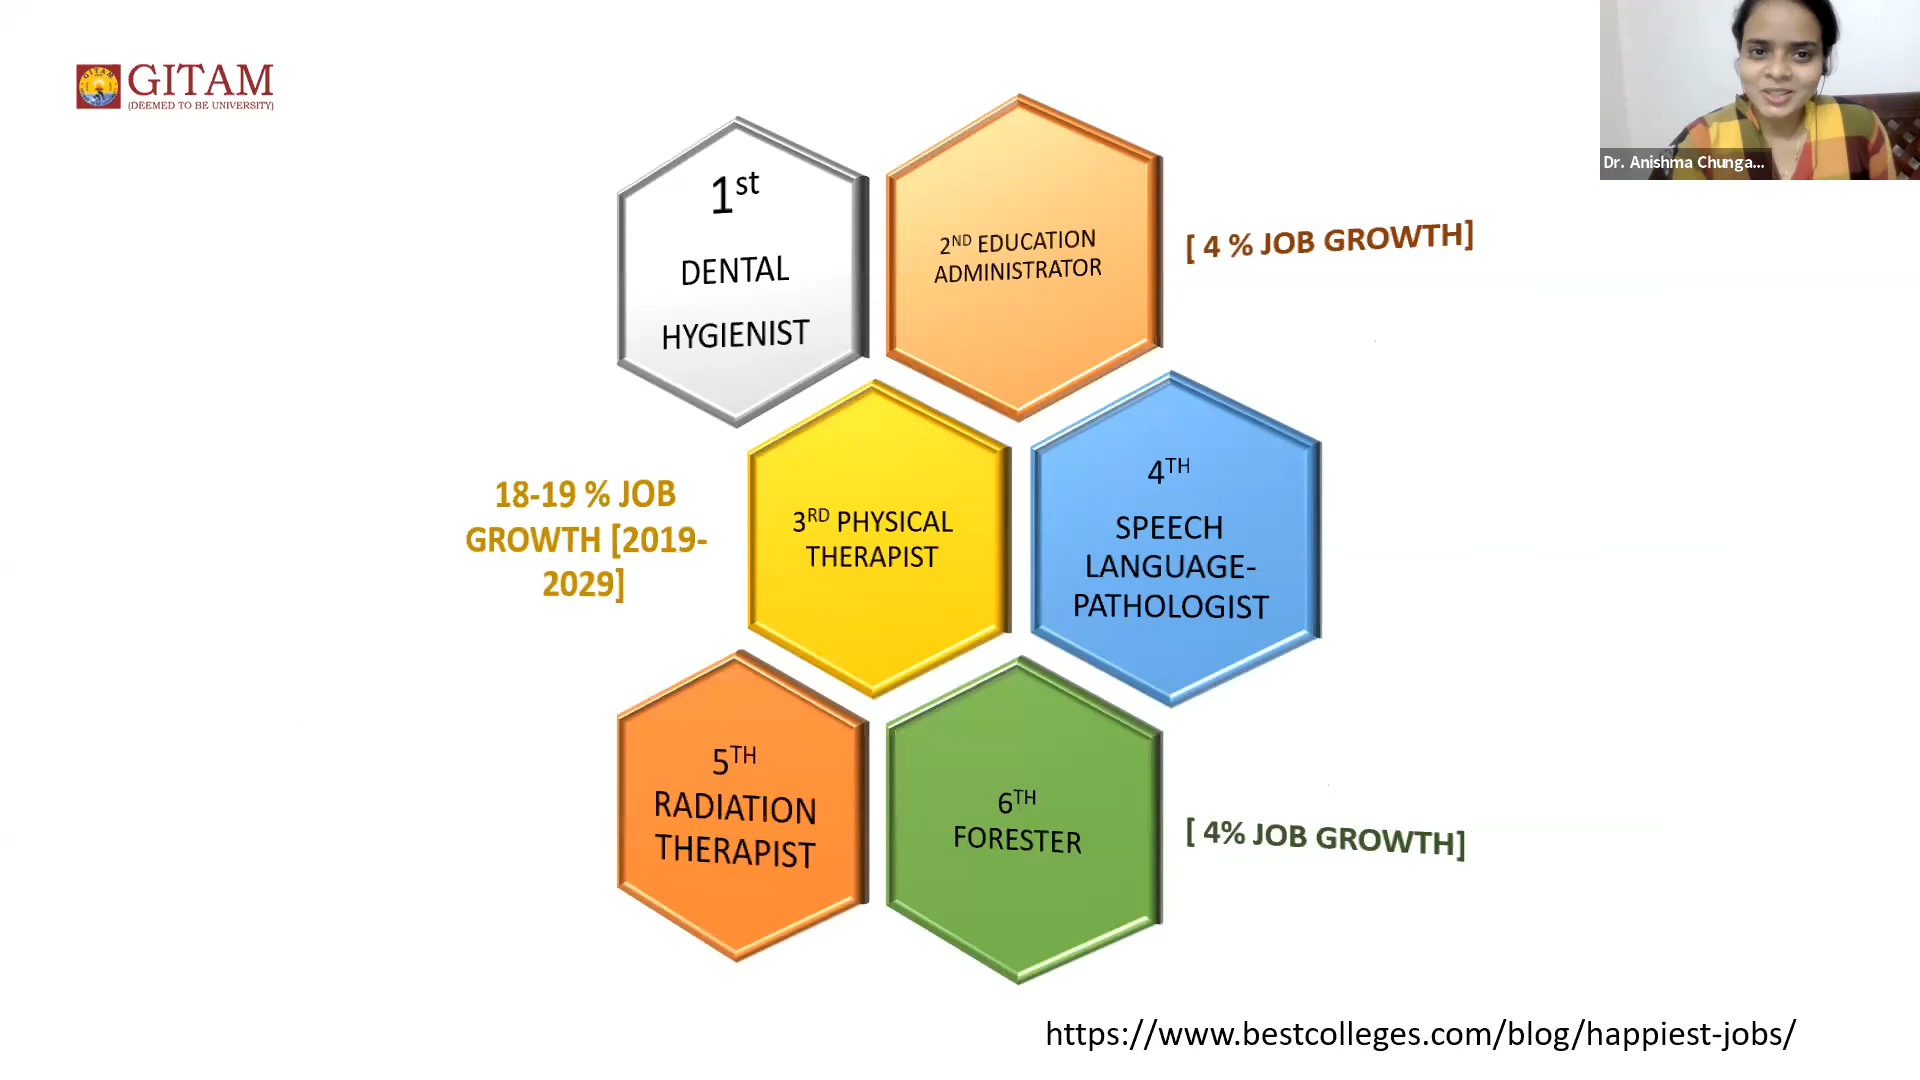 GITAM
(DEEMED TO BE UNIVERSITY)
Dr. Anishma Chunga...
1st
DENTAL
HYGIENIST
2ND EDUCATION
ADMINISTRATOR
[ 4 % JOB GROWTH]
18-19 % JOB
GROWTH [2019-
2029]
3RD PHYSICAL
THERAPIST
4TH
SPEECH
LANGUAGE-
PATHOLOGIST
5TH
RADIATION
THERAPIST
6TH
FORESTER
[ 4% JOB GROWTH]
https://www.bestcolleges.com/blog/happiest-jobs/